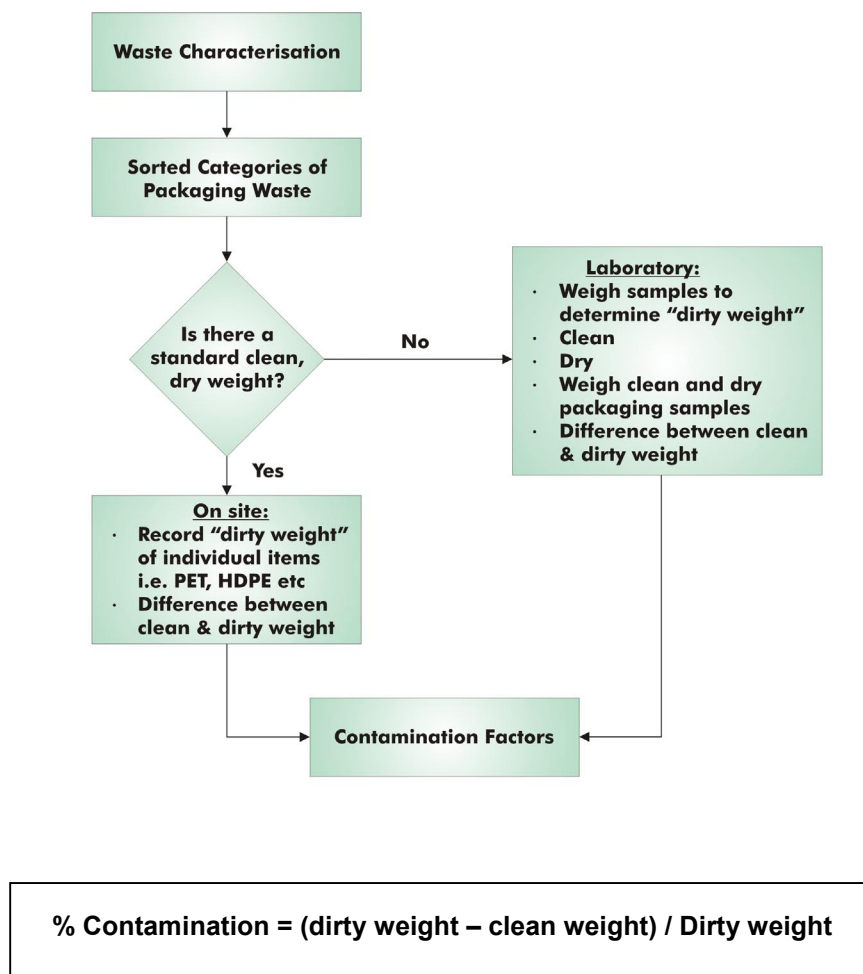 Waste Characterisation
Sorted Categories of
Packaging Waste
Is there a
standard clean,
dry weight?
No
Laboratory:
· Weigh samples to
determine “dirty weight”
· Clean
· Dry
· Weigh clean and dry
packaging samples
· Difference between clean
& dirty weight
Yes
On site:
· Record “dirty weight”
of individual items
i.e. PET, HDPE etc
· Difference between
clean & dirty weight
Contamination Factors
% Contamination = (dirty weight – clean weight) / Dirty weight